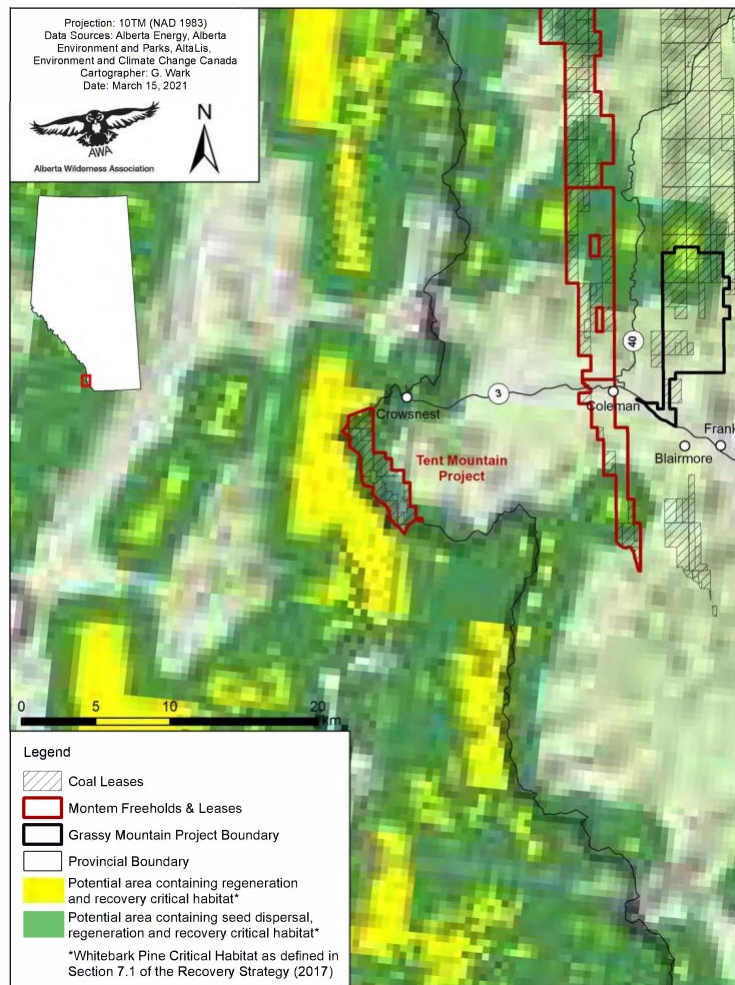 Projection: 10TM (NAD 1983)
Data Sources: Alberta Energy, Alberta
Environment and Parks, AltaLis,
Environment and Climate Change Canada
Cartographer: G. Wark
Date: March 15, 2021
N
AWA
Alberta Wilderness Association
40
3
Crowsnest
Coleman
Frank
Blairmore
Tent Mountain
Project
0 5 10 20
km
Legend
Coal Leases
Montem Freeholds & Leases
Grassy Mountain Project Boundary
Provincial Boundary
Potential area containing regeneration
and recovery critical habitat*
Potential area containing seed dispersal,
regeneration and recovery critical habitat*
*Whitebark Pine Critical Habitat as defined in
Section 7.1 of the Recovery Strategy (2017)